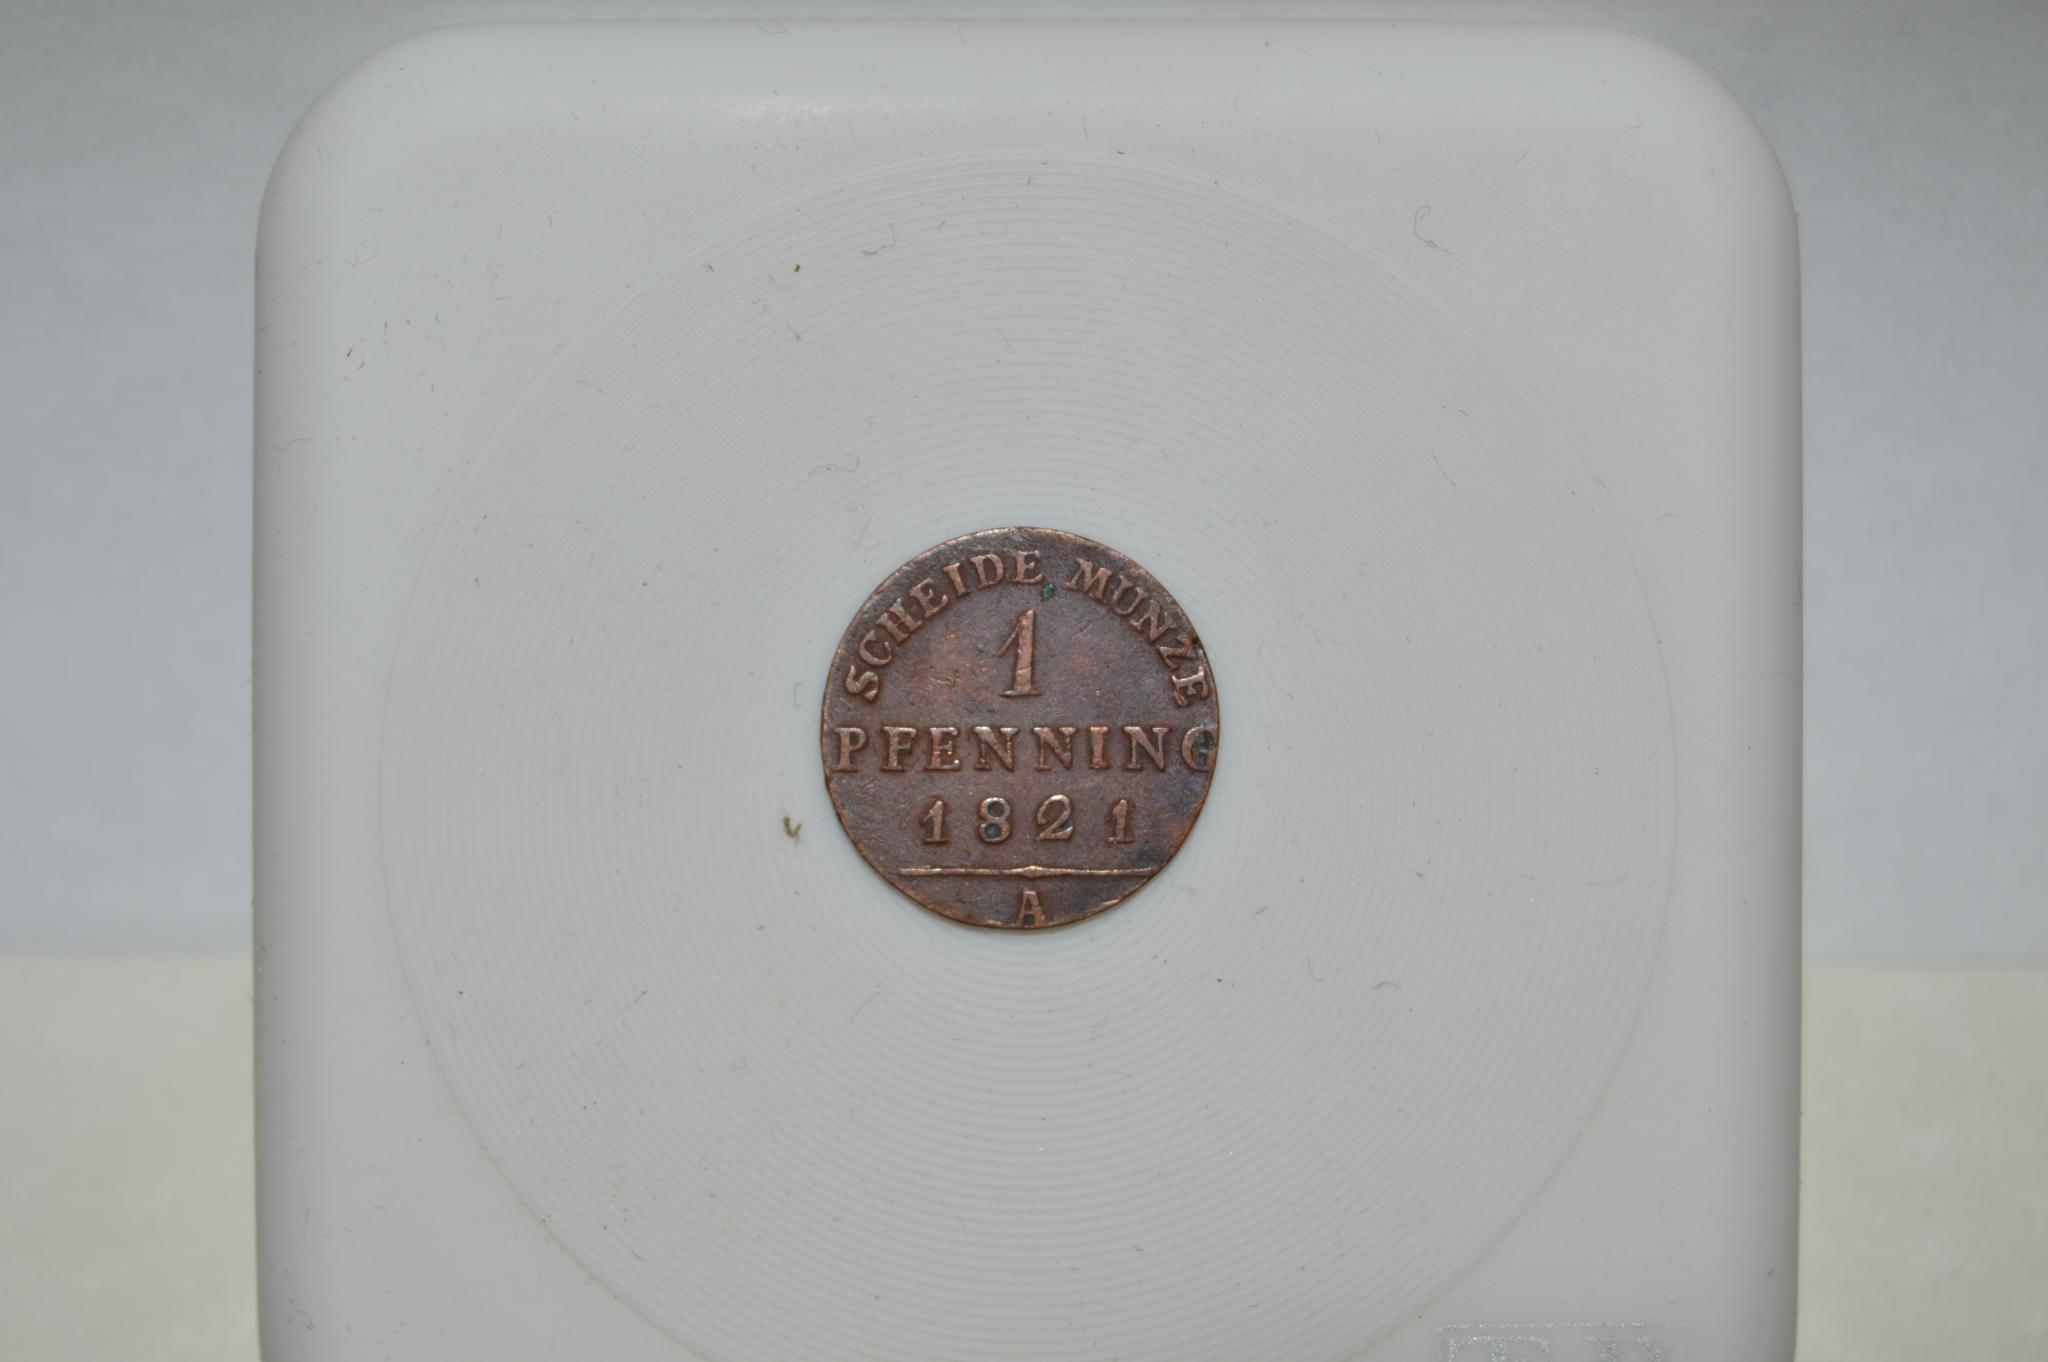 SCHEIDE MUNZE
1
PFENNING
1821
A